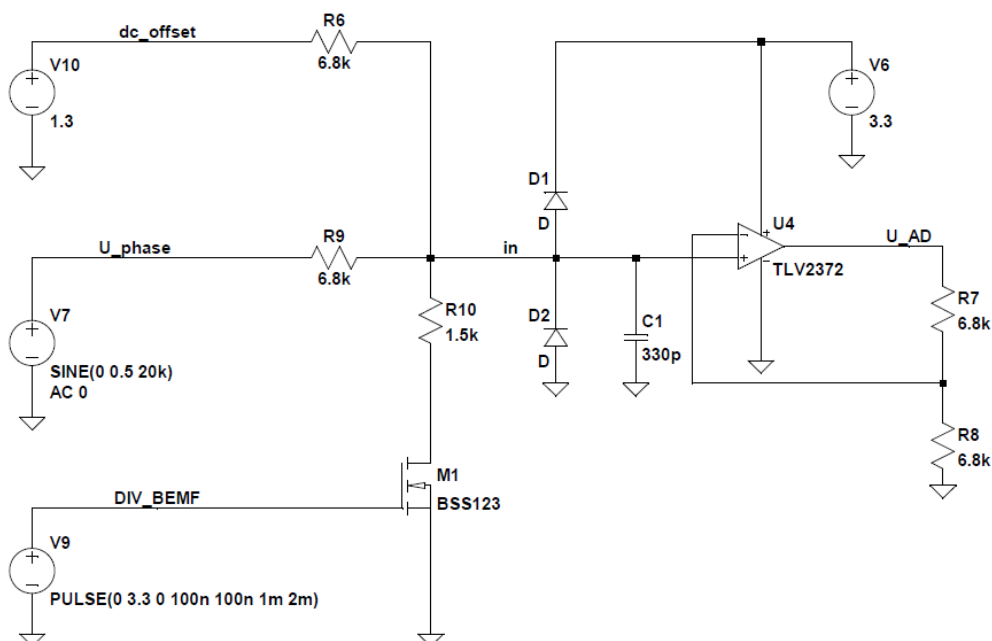 dc_offset
R6
6.8k
V10
1.3
V6
3.3
D1
D
U4
TLV2372
U_AD
U_phase
R9
6.8k
in
R10
1.5k
D2
D
C1
330p
R7
6.8k
V7
SINE(0 0.5 20k)
AC 0
R8
6.8k
M1
BSS123
DIV_BEMF
V9
PULSE(0 3.3 0 100n 100n 1m 2m)